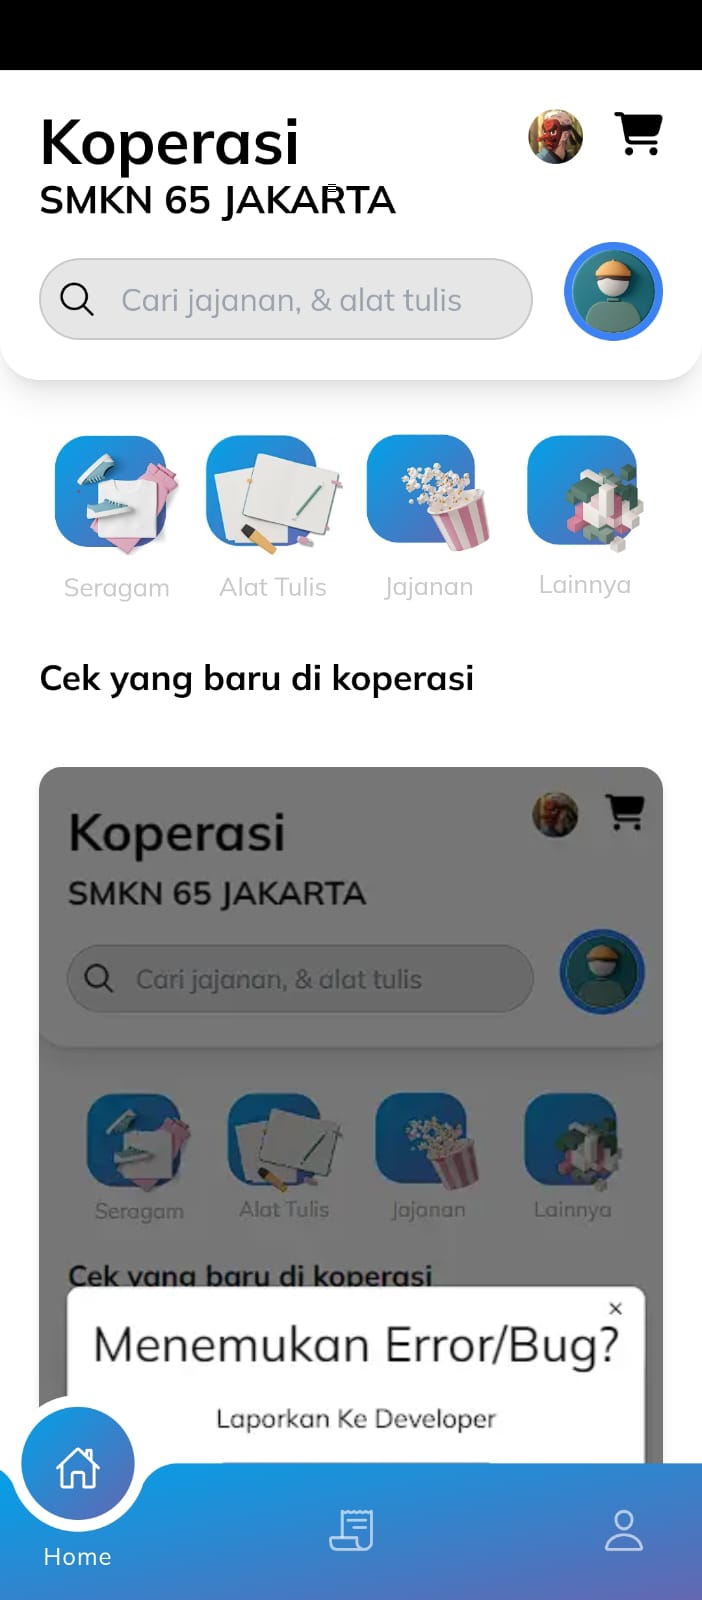 Koperasi
SMKN 65 JAKARTA
Cari jajanan, & alat tulis
Seragam
Alat Tulis
Jajanan
Lainnya
Cek yang baru di koperasi
Koperasi
SMKN 65 JAKARTA
Cari jajanan, & alat tulis
Seragam
Alat Tulis
Jajanan
Lainnya
Cek yang baru di koperasi
×
Menemukan Error/Bug?
Laporkan Ke Developer
Home